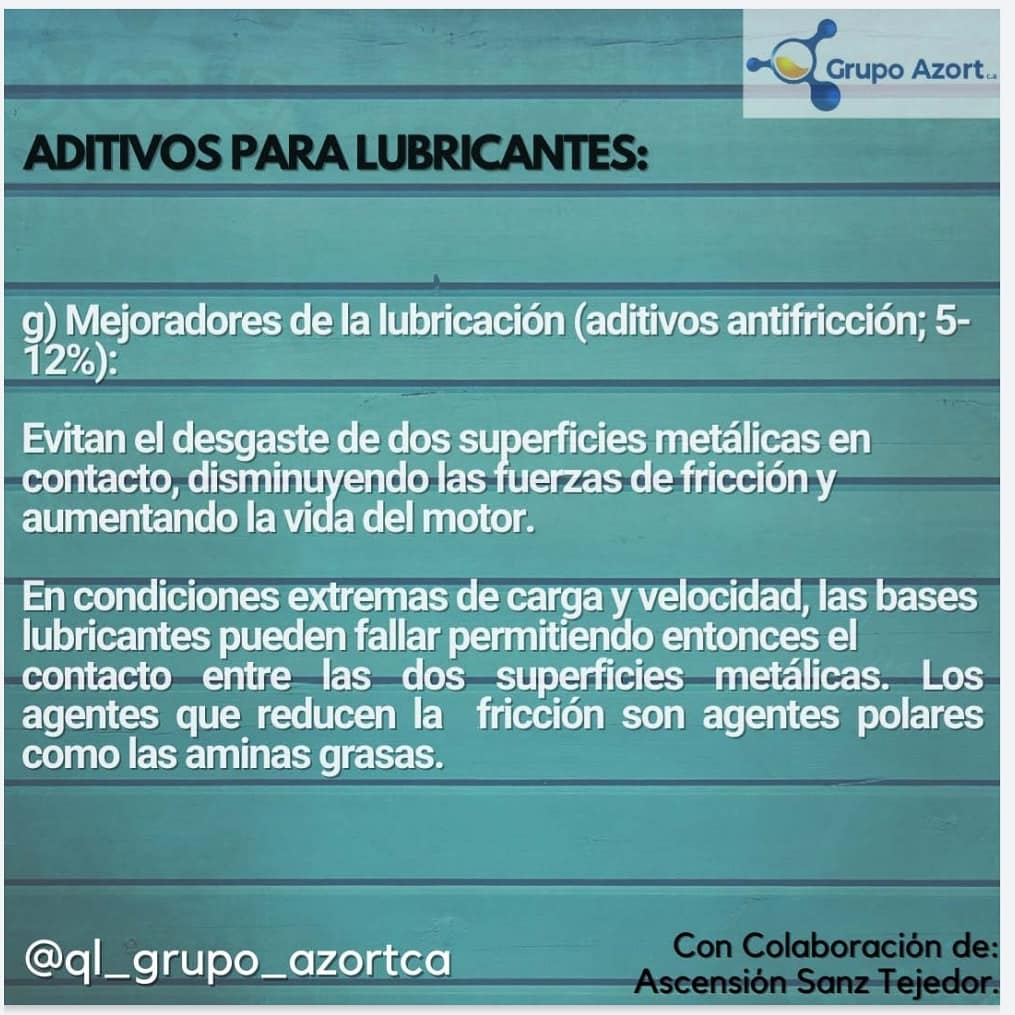 Grupo Azort C.A
ADITIVOS PARA LUBRICANTES:
g) Mejoradores de la lubricación (aditivos antifricción; 5-
12%):
Evitan el desgaste de dos superficies metálicas en
contacto, disminuyendo las fuerzas de fricción y
aumentando la vida del motor.
En condiciones extremas de carga y velocidad, las bases
lubricantes pueden fallar permitiendo entonces el
contacto entre las dos superficies metálicas. Los
agentes que reducen la fricción son agentes polares
como las aminas grasas.
@ql_grupo_azortca
Con Colaboración de:
Ascensión Sanz Tejedor.